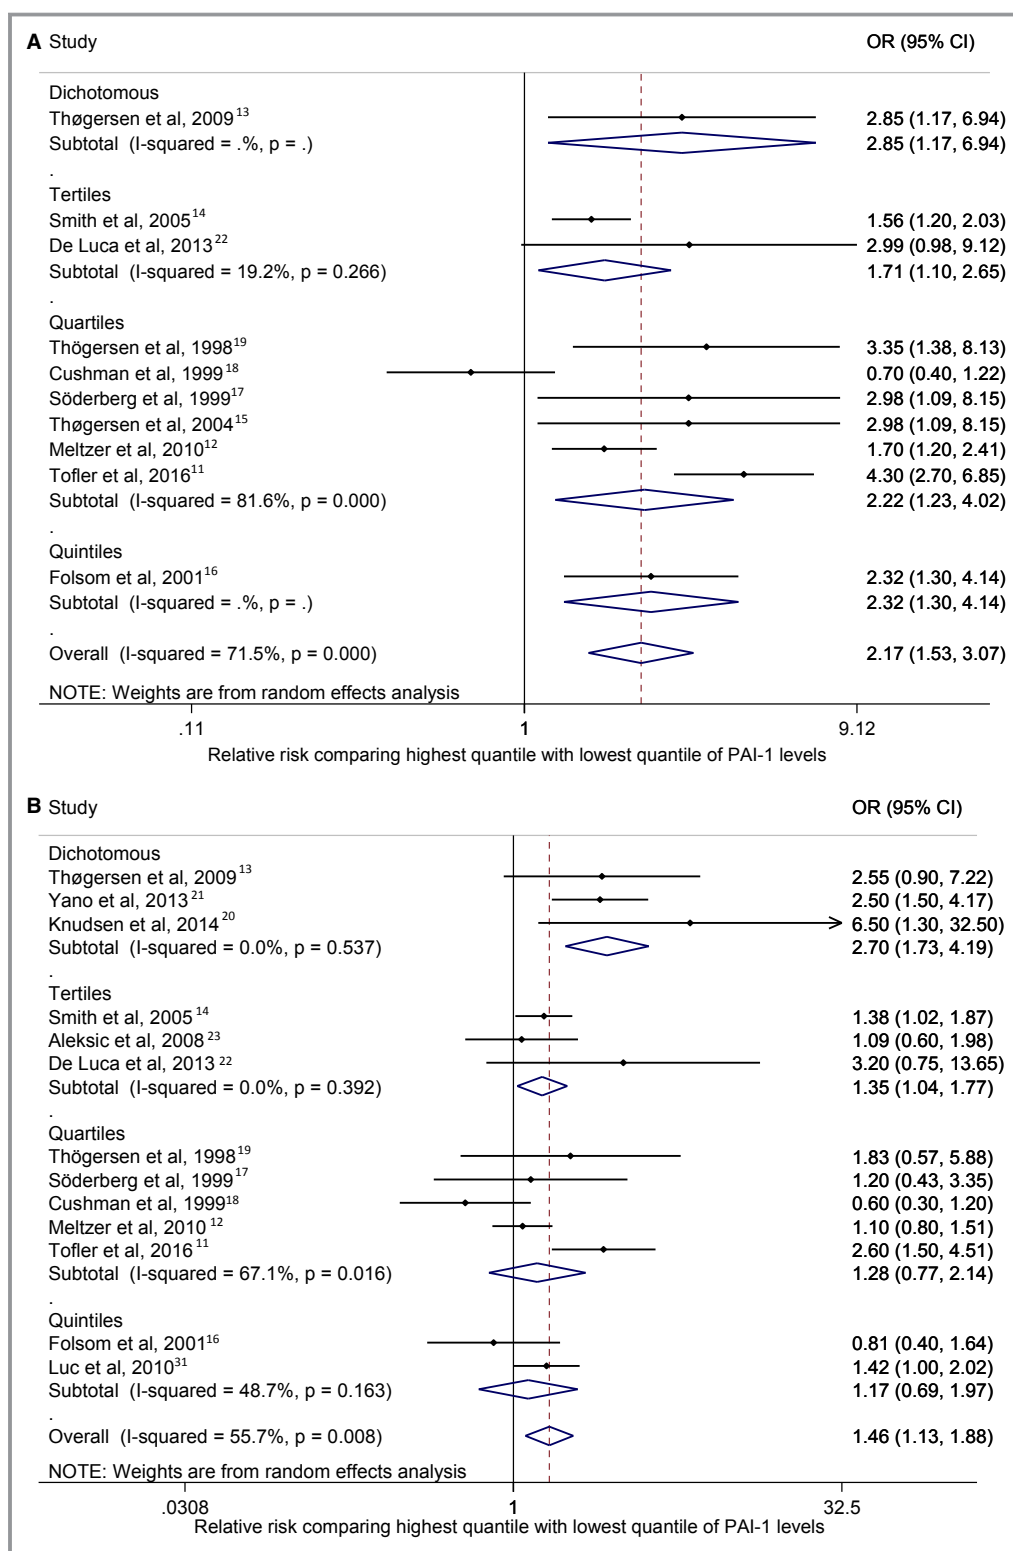 A Study OR (95% CI)
Dichotomous
Thøgersen et al, 2009 13 2.85 (1.17, 6.94)
Subtotal (I-squared = .%, p = .) 2.85 (1.17, 6.94)
.
Tertiles
Smith et al, 2005 14 1.56 (1.20, 2.03)
De Luca et al, 2013 22 2.99 (0.98, 9.12)
Subtotal (I-squared = 19.2%, p = 0.266) 1.71 (1.10, 2.65)
.
Quartiles
Thögersen et al, 1998 19 3.35 (1.38, 8.13)
Cushman et al, 1999 18 0.70 (0.40, 1.22)
Söderberg et al, 1999 17 2.98 (1.09, 8.15)
Thøgersen et al, 2004 15 2.98 (1.09, 8.15)
Meltzer et al, 2010 12 1.70 (1.20, 2.41)
Tofler et al, 2016 11 4.30 (2.70, 6.85)
Subtotal (I-squared = 81.6%, p = 0.000) 2.22 (1.23, 4.02)
.
Quintiles
Folsom et al, 2001 16 2.32 (1.30, 4.14)
Subtotal (I-squared = .%, p = .) 2.32 (1.30, 4.14)
.
Overall (I-squared = 71.5%, p = 0.000) 2.17 (1.53, 3.07)
NOTE: Weights are from random effects analysis
.11 1 9.12
Relative risk comparing highest quantile with lowest quantile of PAI-1 levels
B Study OR (95% CI)
Dichotomous
Thøgersen et al, 2009 13 2.55 (0.90, 7.22)
Yano et al, 2013 21 2.50 (1.50, 4.17)
Knudsen et al, 2014 20 6.50 (1.30, 32.50)
Subtotal (I-squared = 0.0%, p = 0.537) 2.70 (1.73, 4.19)
.
Tertiles
Smith et al, 2005 14 1.38 (1.02, 1.87)
Aleksic et al, 2008 23 1.09 (0.60, 1.98)
De Luca et al, 2013 22 3.20 (0.75, 13.65)
Subtotal (I-squared = 0.0%, p = 0.392) 1.35 (1.04, 1.77)
.
Quartiles
Thögersen et al, 1998 19 1.83 (0.57, 5.88)
Söderberg et al, 1999 17 1.20 (0.43, 3.35)
Cushman et al, 1999 18 0.60 (0.30, 1.20)
Meltzer et al, 2010 12 1.10 (0.80, 1.51)
Tofler et al, 2016 11 2.60 (1.50, 4.51)
Subtotal (I-squared = 67.1%, p = 0.016) 1.28 (0.77, 2.14)
.
Quintiles
Folsom et al, 2001 16 0.81 (0.40, 1.64)
Luc et al, 2010 31 1.42 (1.00, 2.02)
Subtotal (I-squared = 48.7%, p = 0.163) 1.17 (0.69, 1.97)
.
Overall (I-squared = 55.7%, p = 0.008) 1.46 (1.13, 1.88)
NOTE: Weights are from random effects analysis
.0308 1 32.5
Relative risk comparing highest quantile with lowest quantile of PAI-1 levels